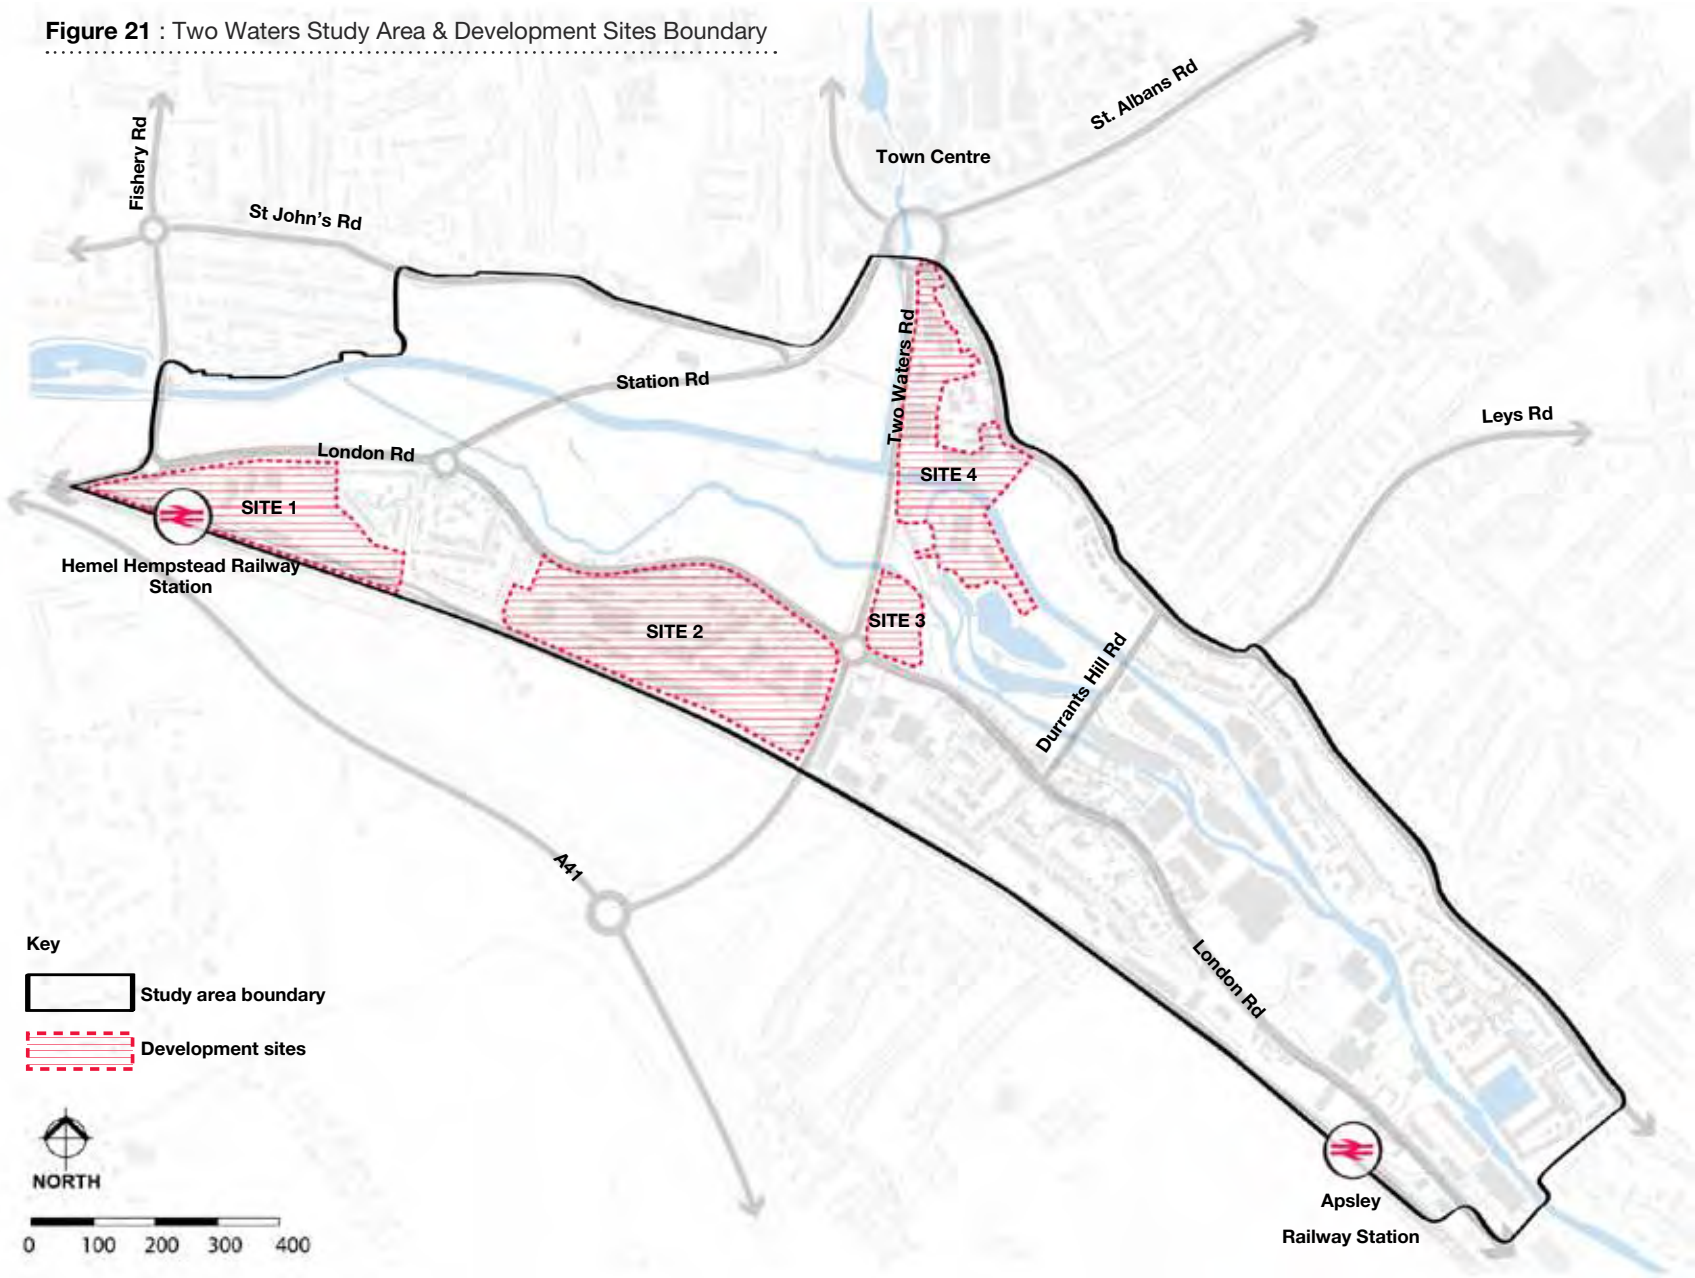 Figure 21 : Two Waters Study Area & Development Sites Boundary
St. Albans Rd
Fishery Rd
Town Centre
St John's Rd
Two Waters Rd
Station Rd
Leys Rd
London Rd
SITE 4
SITE 1
Hemel Hempstead Railway
Station
SITE 3
SITE 2
Durrants Hill Rd
A41
Key
London Rd
Study area boundary
Development sites
NORTH
Apsley
Railway Station
0 100 200 300 400